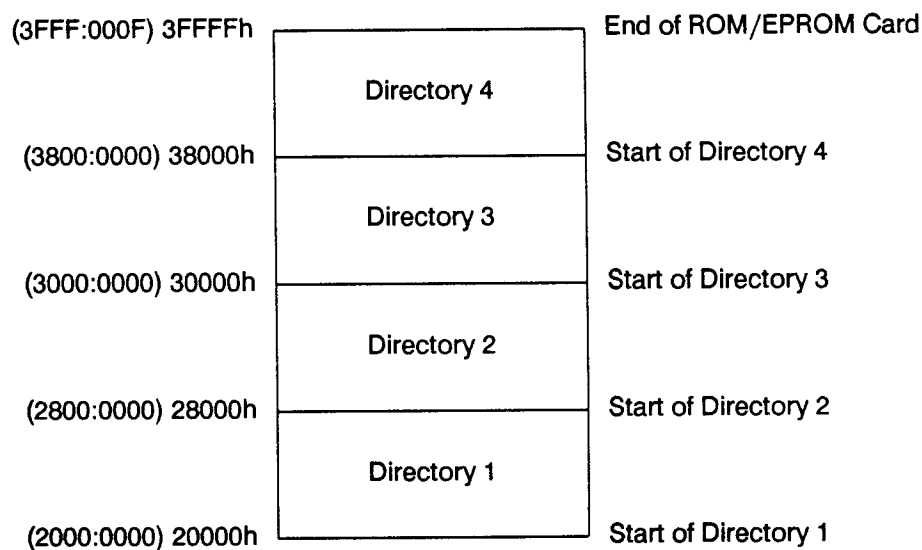 (3FFF:000F) 3FFFFh End of ROM/EPROM Card
Directory 4
(3800:0000) 38000h Start of Directory 4
Directory 3
(3000:0000) 30000h Start of Directory 3
Directory 2
(2800:0000) 28000h Start of Directory 2
Directory 1
(2000:0000) 20000h Start of Directory 1